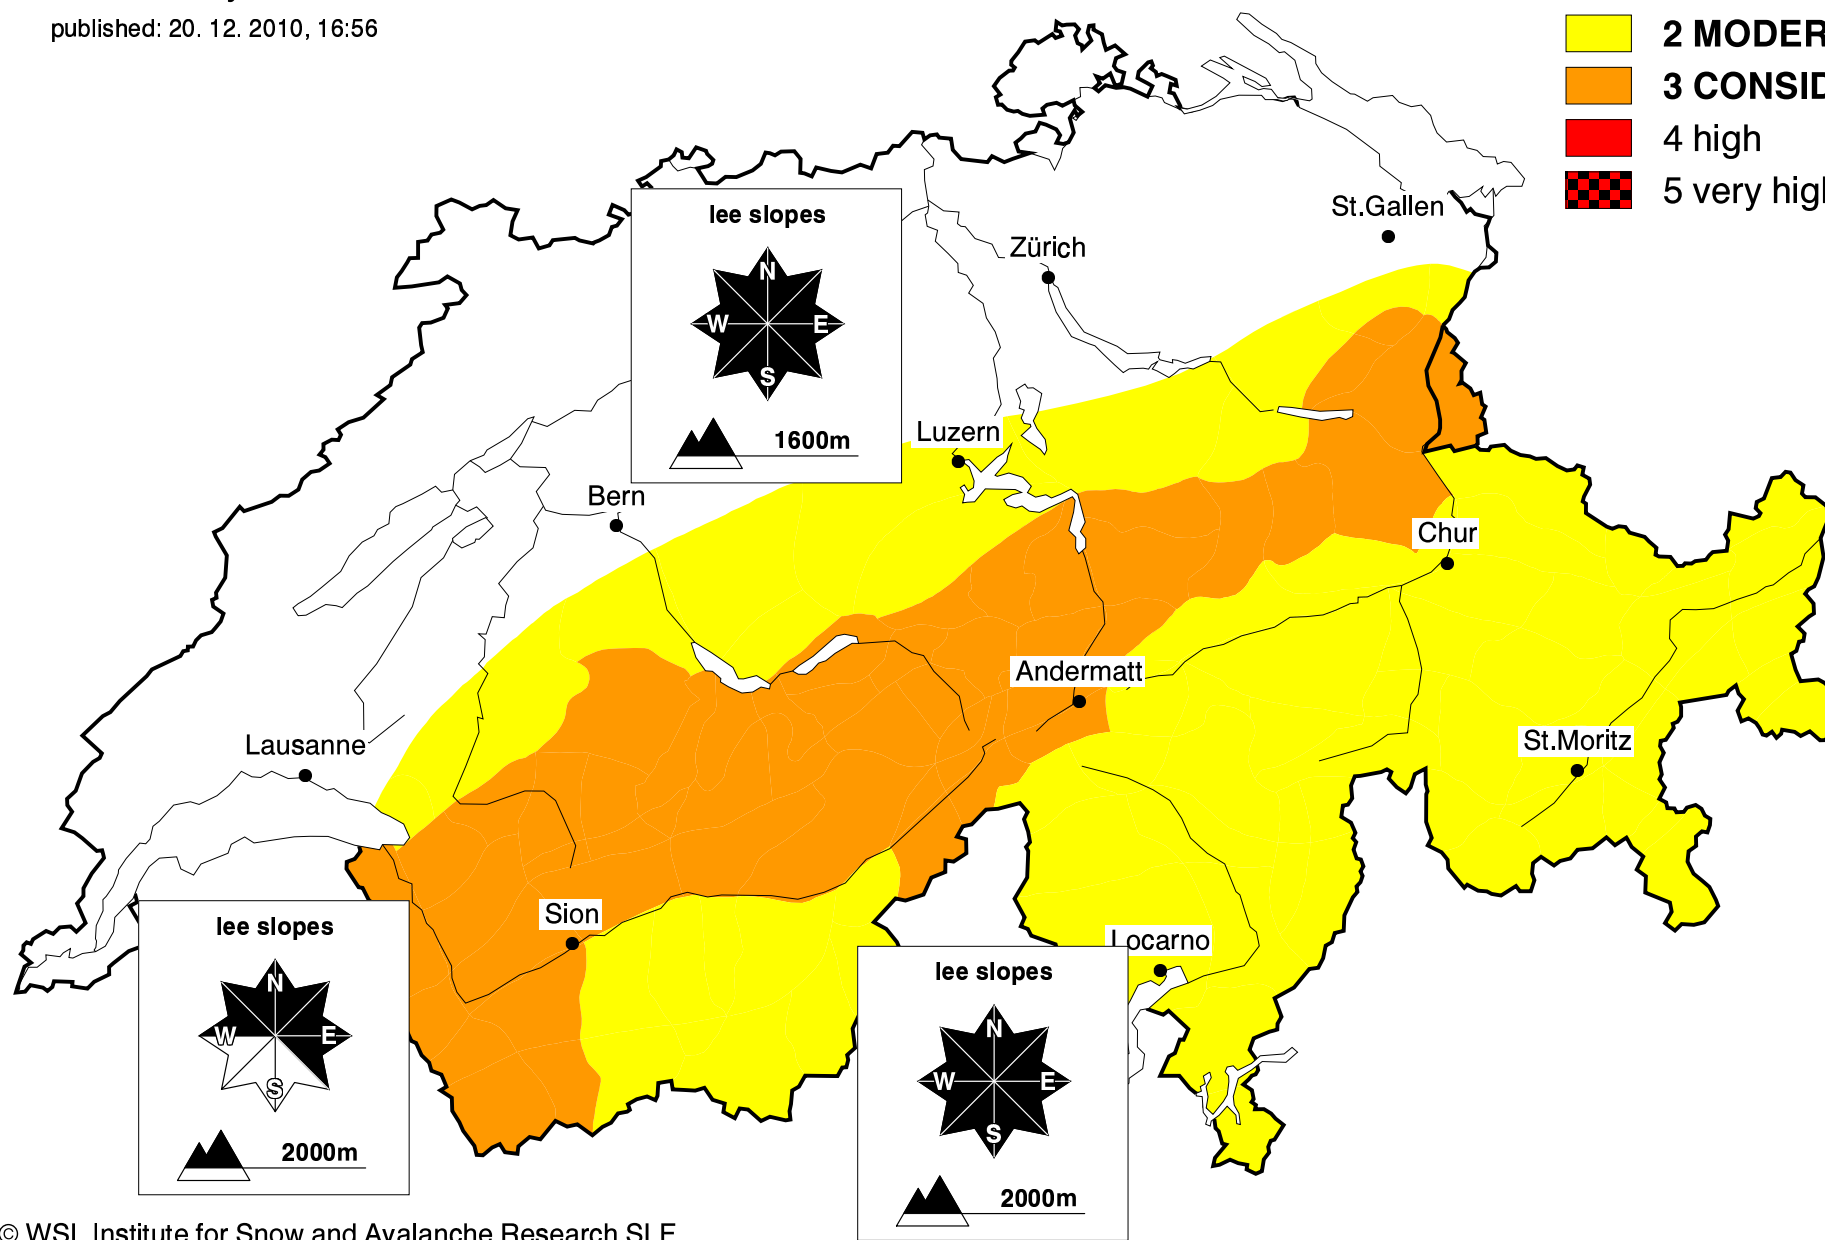 published: 20. 12. 2010, 16:56
2 MODER
3 CONSID
4 high
5 very high
St.Gallen
Zürich
lee slopes
N
W E
S
1600m
Luzern
Bern
Chur
Andermatt
Lausanne
St.Moritz
Sion
lee slopes
N
W E
S
2000m
Locarno
lee slopes
N
W E
S
2000m
© WSL Institute for Snow and Avalanche Research SLF